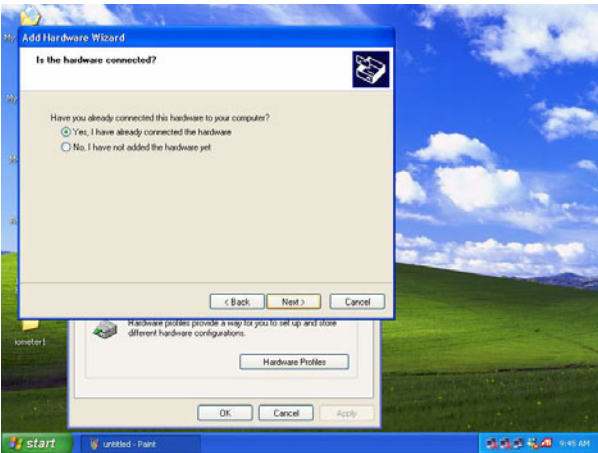 Add Hardware Wizard
Is the hardware connected?
Have you already connected this hardware to your computer?
Yes, I have already connected the hardware
No, I have not added the hardware yet
< Back
Next >
Cancel
Hardware profiles provide a way for you to set up and store
different hardware configurations.
Hardware Profiles
iometer1
OK
Cancel
Apply
start
untitled - Paint
9:45 AM